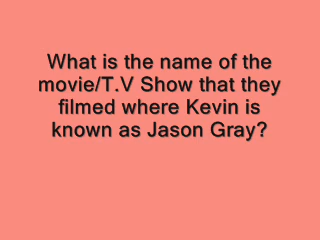 What is the name of the
movie/T.V Show that they
filmed where Kevin is
known as Jason Gray?